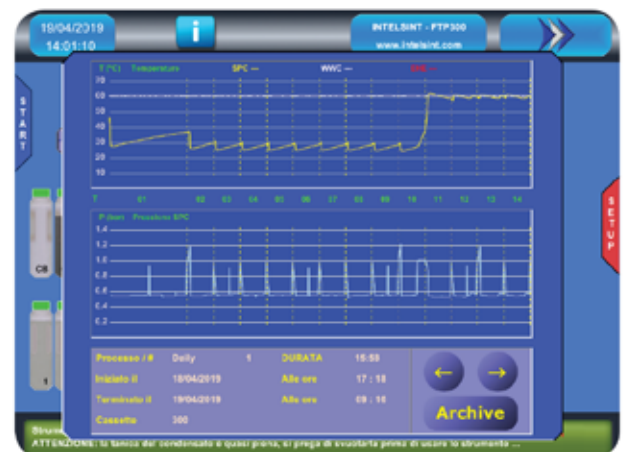 19/04/2019
14:01:10
i
INTELSINT - FTP300
www.intelsint.com
START
SETUP
T (°C) Temperature SPC — WWC —
70
60
50
40
30
20
10
T 01 02 03 04 05 06 07 08 09 10 11 12 13 14
P (bar) Pressione SPC
1.4
1.2
1.0
0.8
0.6
0.4
0.2
C8
1
Processo / # Daily 1 DURATA 15:58
Iniziato il 18/04/2019 Alle ore 17 : 18
Terminato il 19/04/2019 Alle ore 09 : 16
Cassette 300
← →
Archive
ATTENZIONE: la tanica del condensato è quasi piena, si prega di svuotarla prima di usare lo strumento ...